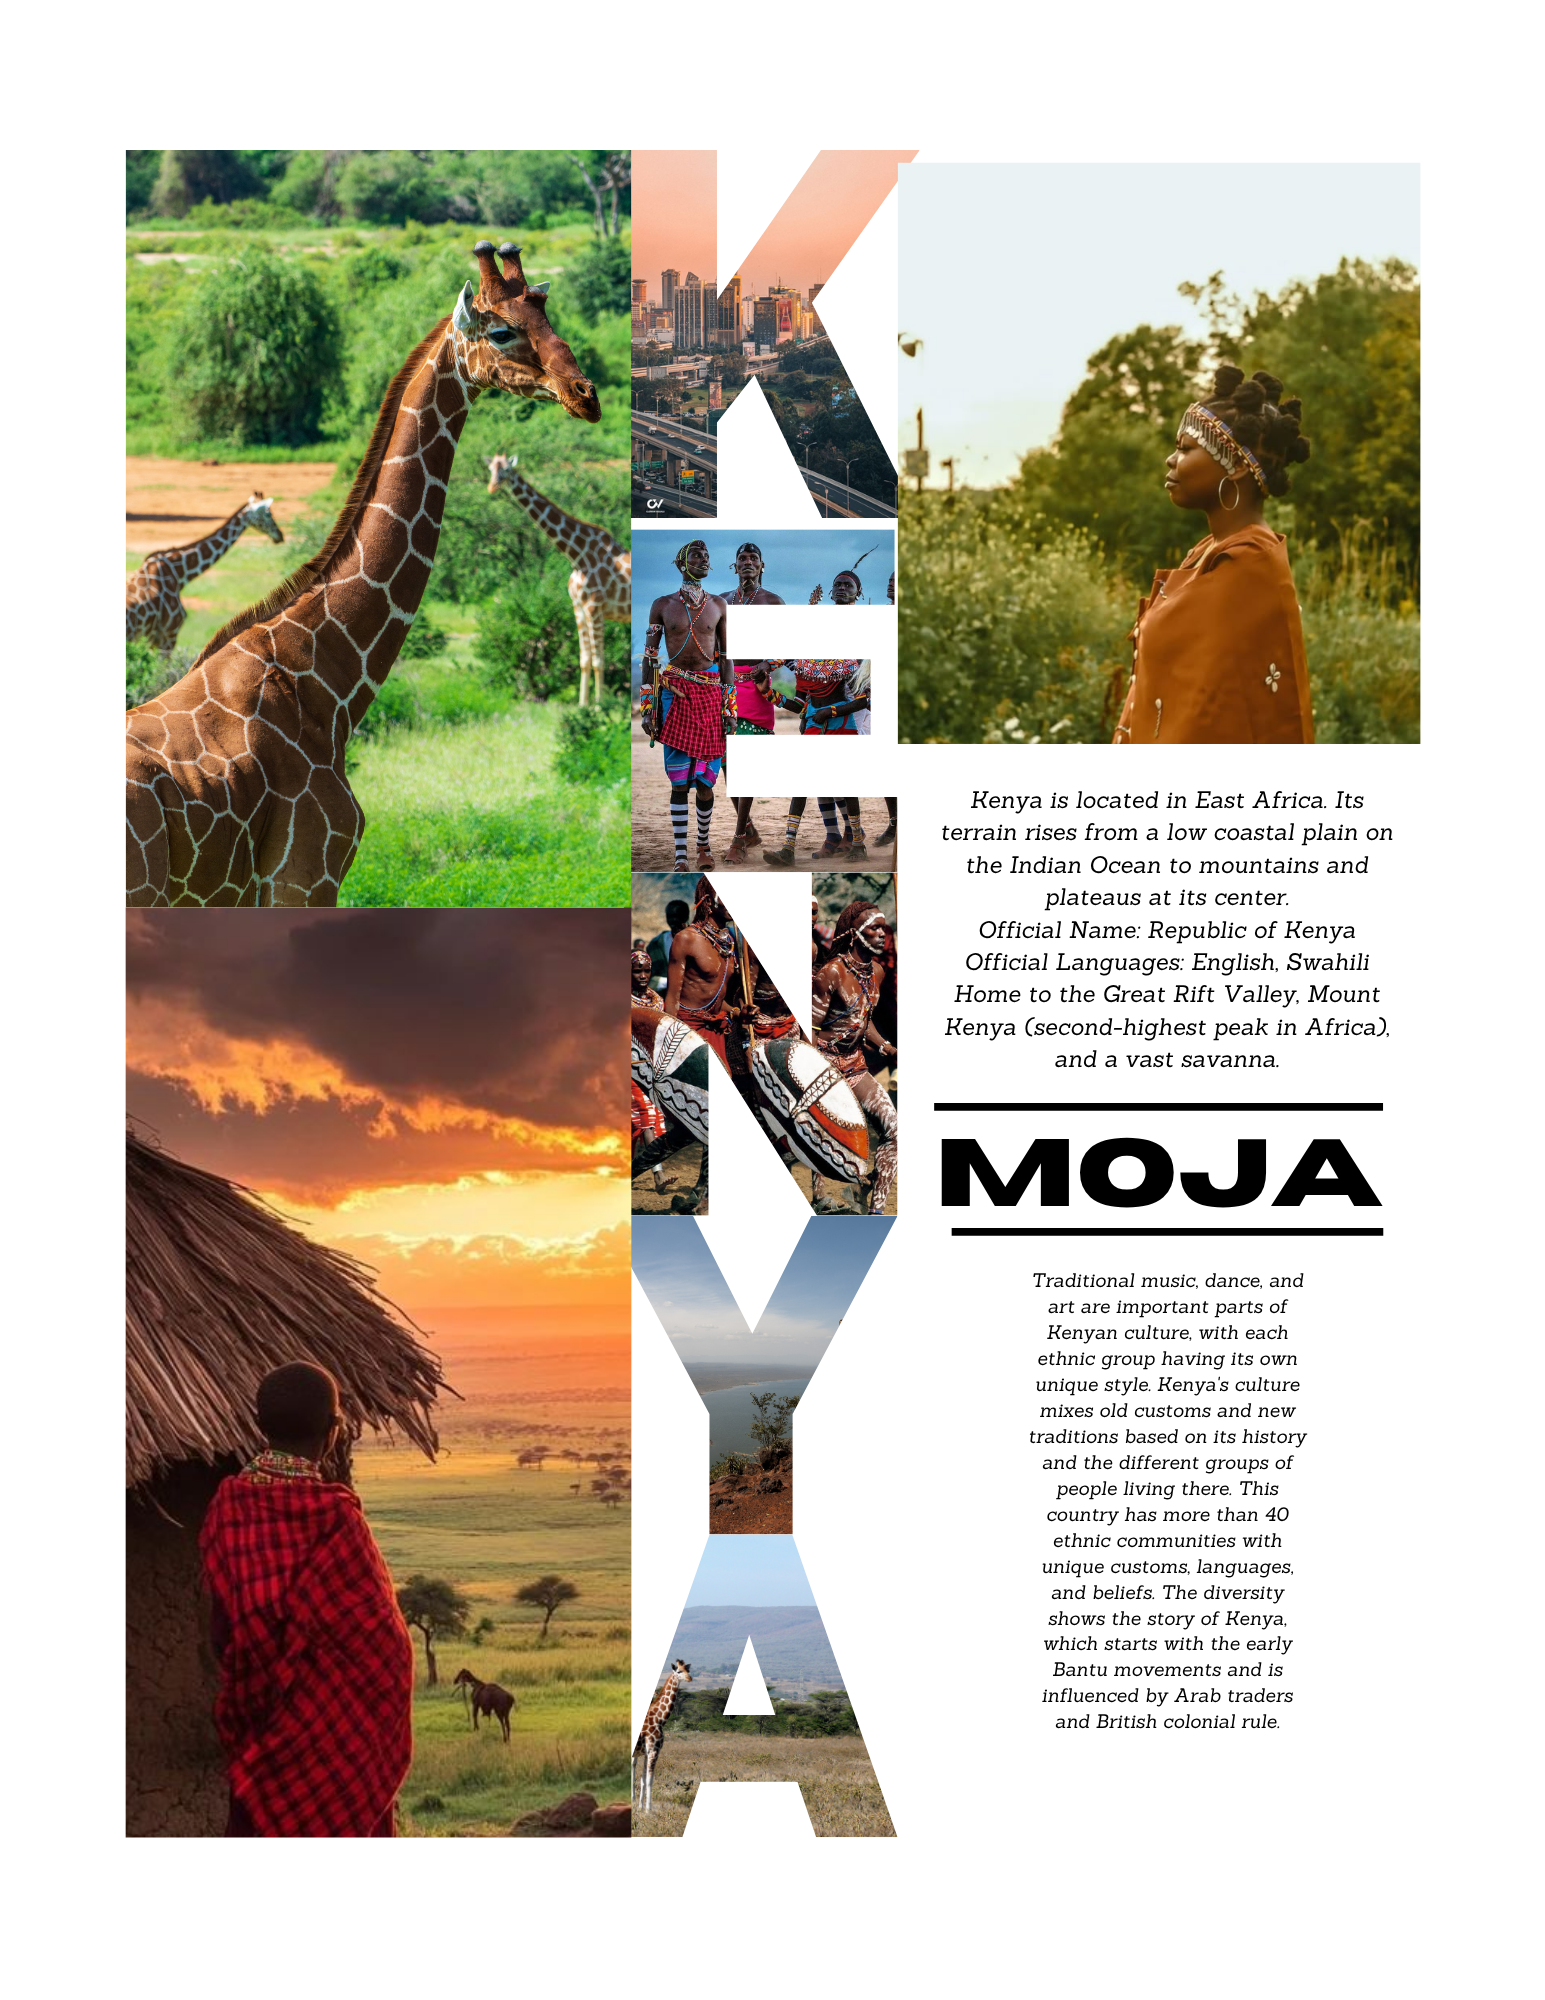 KENYA
Kenya is located in East Africa. Its
terrain rises from a low coastal plain on
the Indian Ocean to mountains and
plateaus at its center.
Official Name: Republic of Kenya
Official Languages: English, Swahili
Home to the Great Rift Valley, Mount
Kenya (second-highest peak in Africa),
and a vast savanna.
MOJA
Traditional music, dance, and
art are important parts of
Kenyan culture, with each
ethnic group having its own
unique style. Kenya's culture
mixes old customs and new
traditions based on its history
and the different groups of
people living there. This
country has more than 40
ethnic communities with
unique customs, languages,
and beliefs. The diversity
shows the story of Kenya,
which starts with the early
Bantu movements and is
influenced by Arab traders
and British colonial rule.